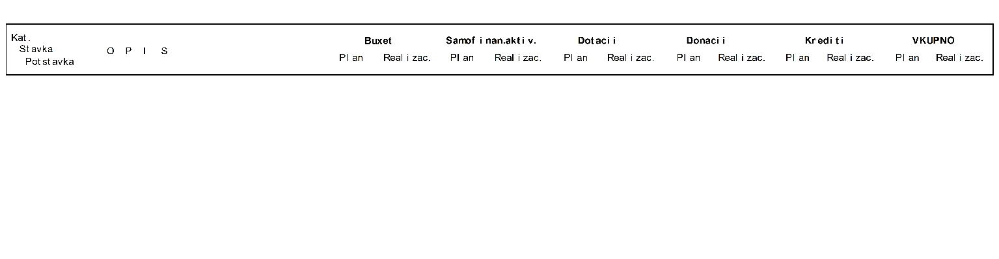 Kat.
Stavka
Potstavka
O P I S
Buxet Samofinan.aktiv. Dotacii Donacii Krediti VKUPNO
Plan Realizac. Plan Realizac. Plan Realizac. Plan Realizac. Plan Realizac. Plan Realizac.